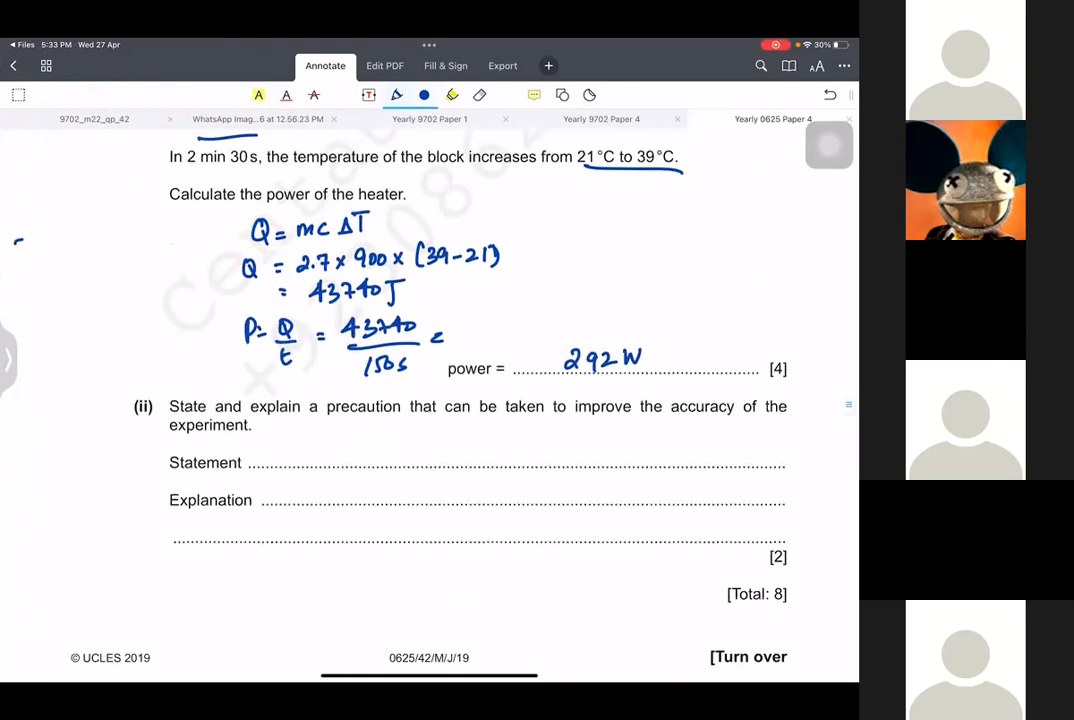 Files 5:33 PM Wed 27 Apr 30%
Annotate Edit PDF Fill & Sign Export
A A T T AA
9702_m22_qp_42 × WhatsApp Imag...6 at 12.56.23 PM × Yearly 9702 Paper 1 × Yearly 9702 Paper 4 × Yearly 0625 Paper 4 ×
In 2 min 30 s, the temperature of the block increases from 21 °C to 39 °C.
Calculate the power of the heater.
Q = mc ΔT
Q = 2.7 × 900 × (39-21)
= 43740 J
P = Q/t = 43740/150s =
power = 292 W [4]
(ii) State and explain a precaution that can be taken to improve the accuracy of the
experiment.
Statement
Explanation
[2]
[Total: 8]
© UCLES 2019 0625/42/M/J/19 [Turn over